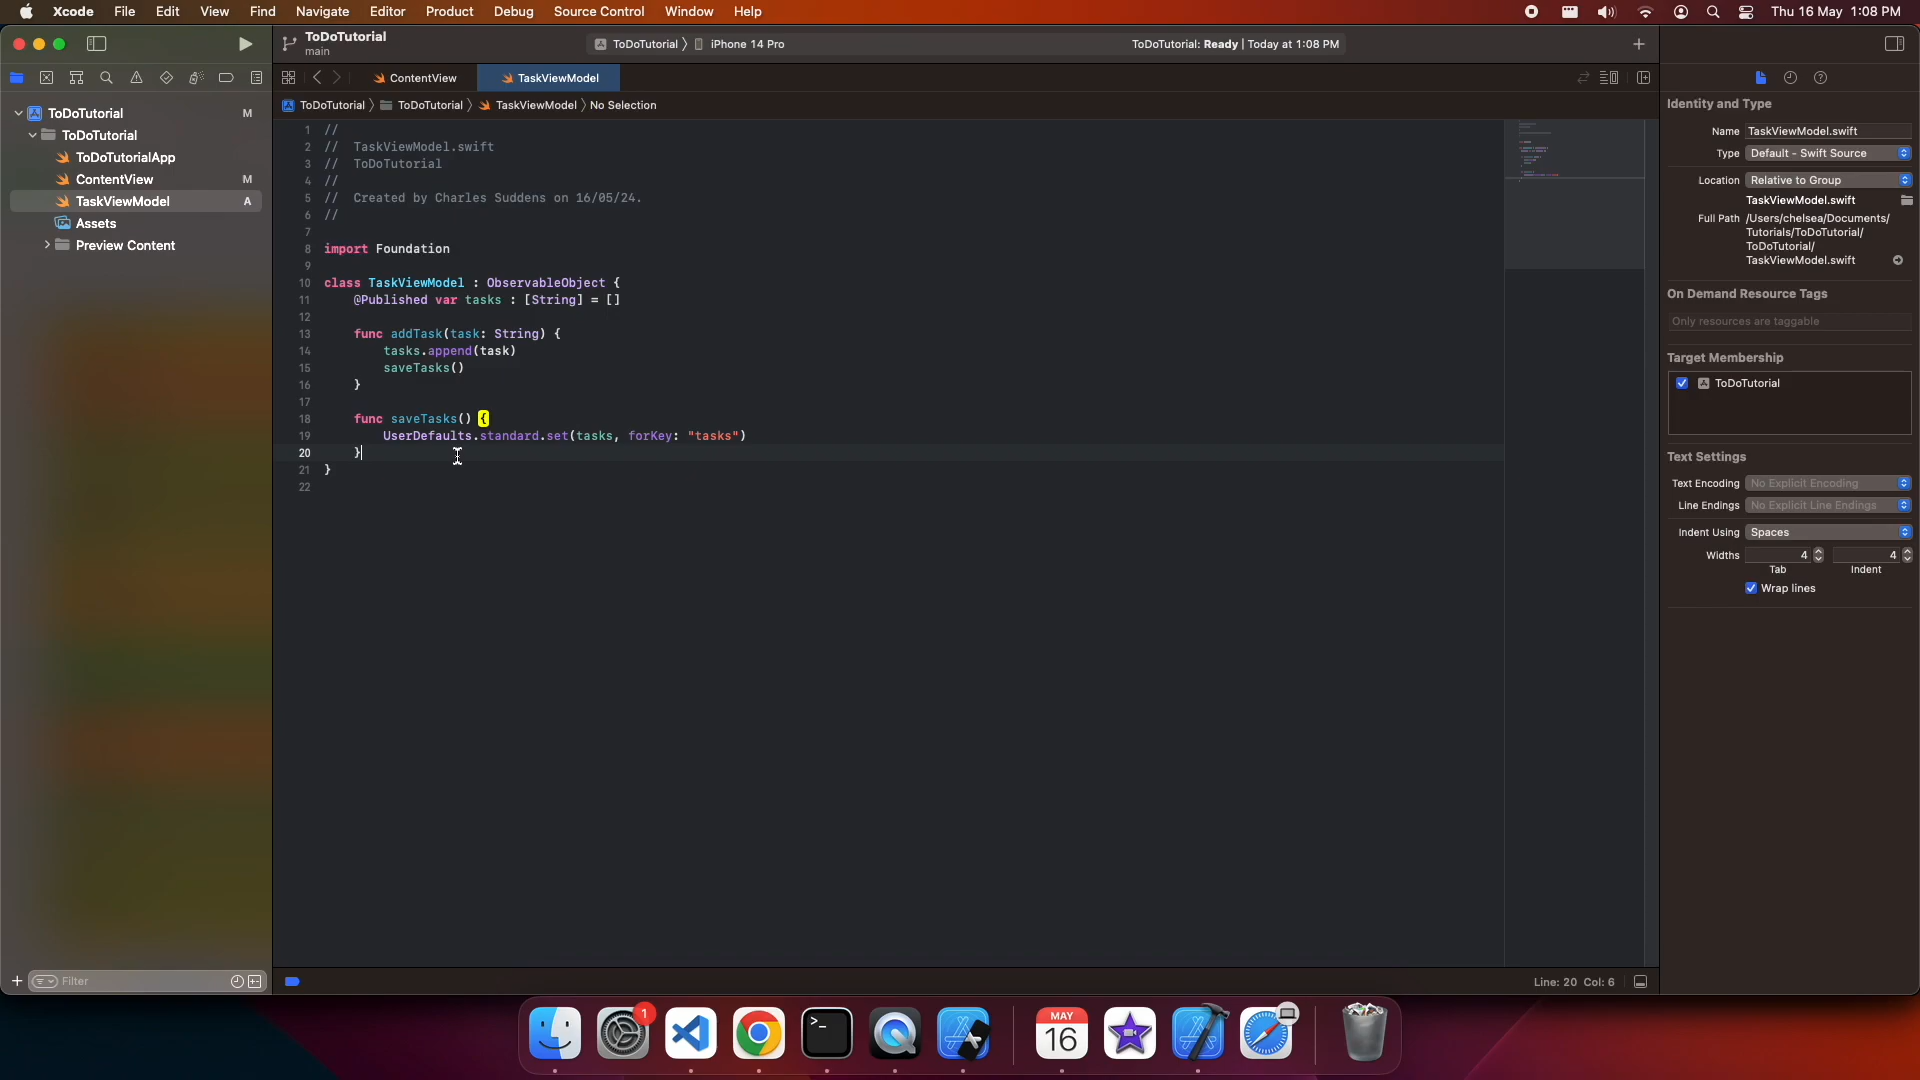 Xcode File Edit View Find Navigate Editor Product Debug Source Control Window Help Thu 16 May 1:08 PM
ToDoTutorial
main
ToDoTutorial iPhone 14 Pro ToDoTutorial: Ready | Today at 1:08 PM
ContentView TaskViewModel
ToDoTutorial ToDoTutorial TaskViewModel No Selection
ToDoTutorial M
ToDoTutorial
ToDoTutorialApp
ContentView M
TaskViewModel A
Assets
Preview Content
1 //
2 // TaskViewModel.swift
3 // ToDoTutorial
4 //
5 // Created by Charles Suddens on 16/05/24.
6 //
7
8 import Foundation
9
10 class TaskViewModel : ObservableObject {
11 @Published var tasks : [String] = []
12
13 func addTask(task: String) {
14 tasks.append(task)
15 saveTasks()
16 }
17
18 func saveTasks() {
19 UserDefaults.standard.set(tasks, forKey: "tasks")
20 }
21 }
22
Identity and Type
Name TaskViewModel.swift
Type Default - Swift Source
Location Relative to Group
TaskViewModel.swift
Full Path /Users/chelsea/Documents/
Tutorials/ToDoTutorial/
ToDoTutorial/
TaskViewModel.swift
On Demand Resource Tags
Only resources are taggable
Target Membership
ToDoTutorial
Text Settings
Text Encoding No Explicit Encoding
Line Endings No Explicit Line Endings
Indent Using Spaces
Widths 4 4
Tab Indent
Wrap lines
Filter
Line: 20 Col: 6
1
MAY
16